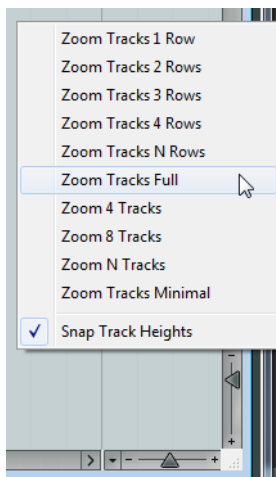 Zoom Tracks 1 Row
Zoom Tracks 2 Rows
Zoom Tracks 3 Rows
Zoom Tracks 4 Rows
Zoom Tracks N Rows
Zoom Tracks Full
Zoom 4 Tracks
Zoom 8 Tracks
Zoom N Tracks
Zoom Tracks Minimal
Snap Track Heights